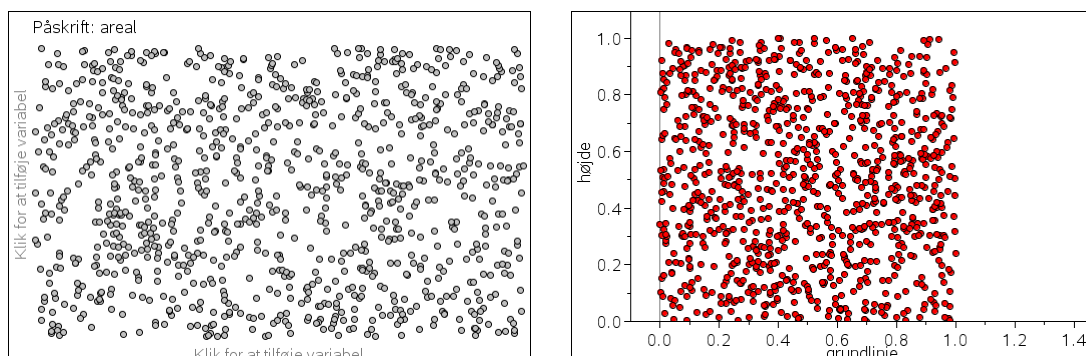 Påskrift: areal
Klik for at tilføje variabel
Klik for at tilføje variabel
højde
1.0
0.8
0.6
0.4
0.2
0.0
0.0 0.2 0.4 0.6 0.8 1.0 1.2 1.4
grundlinie